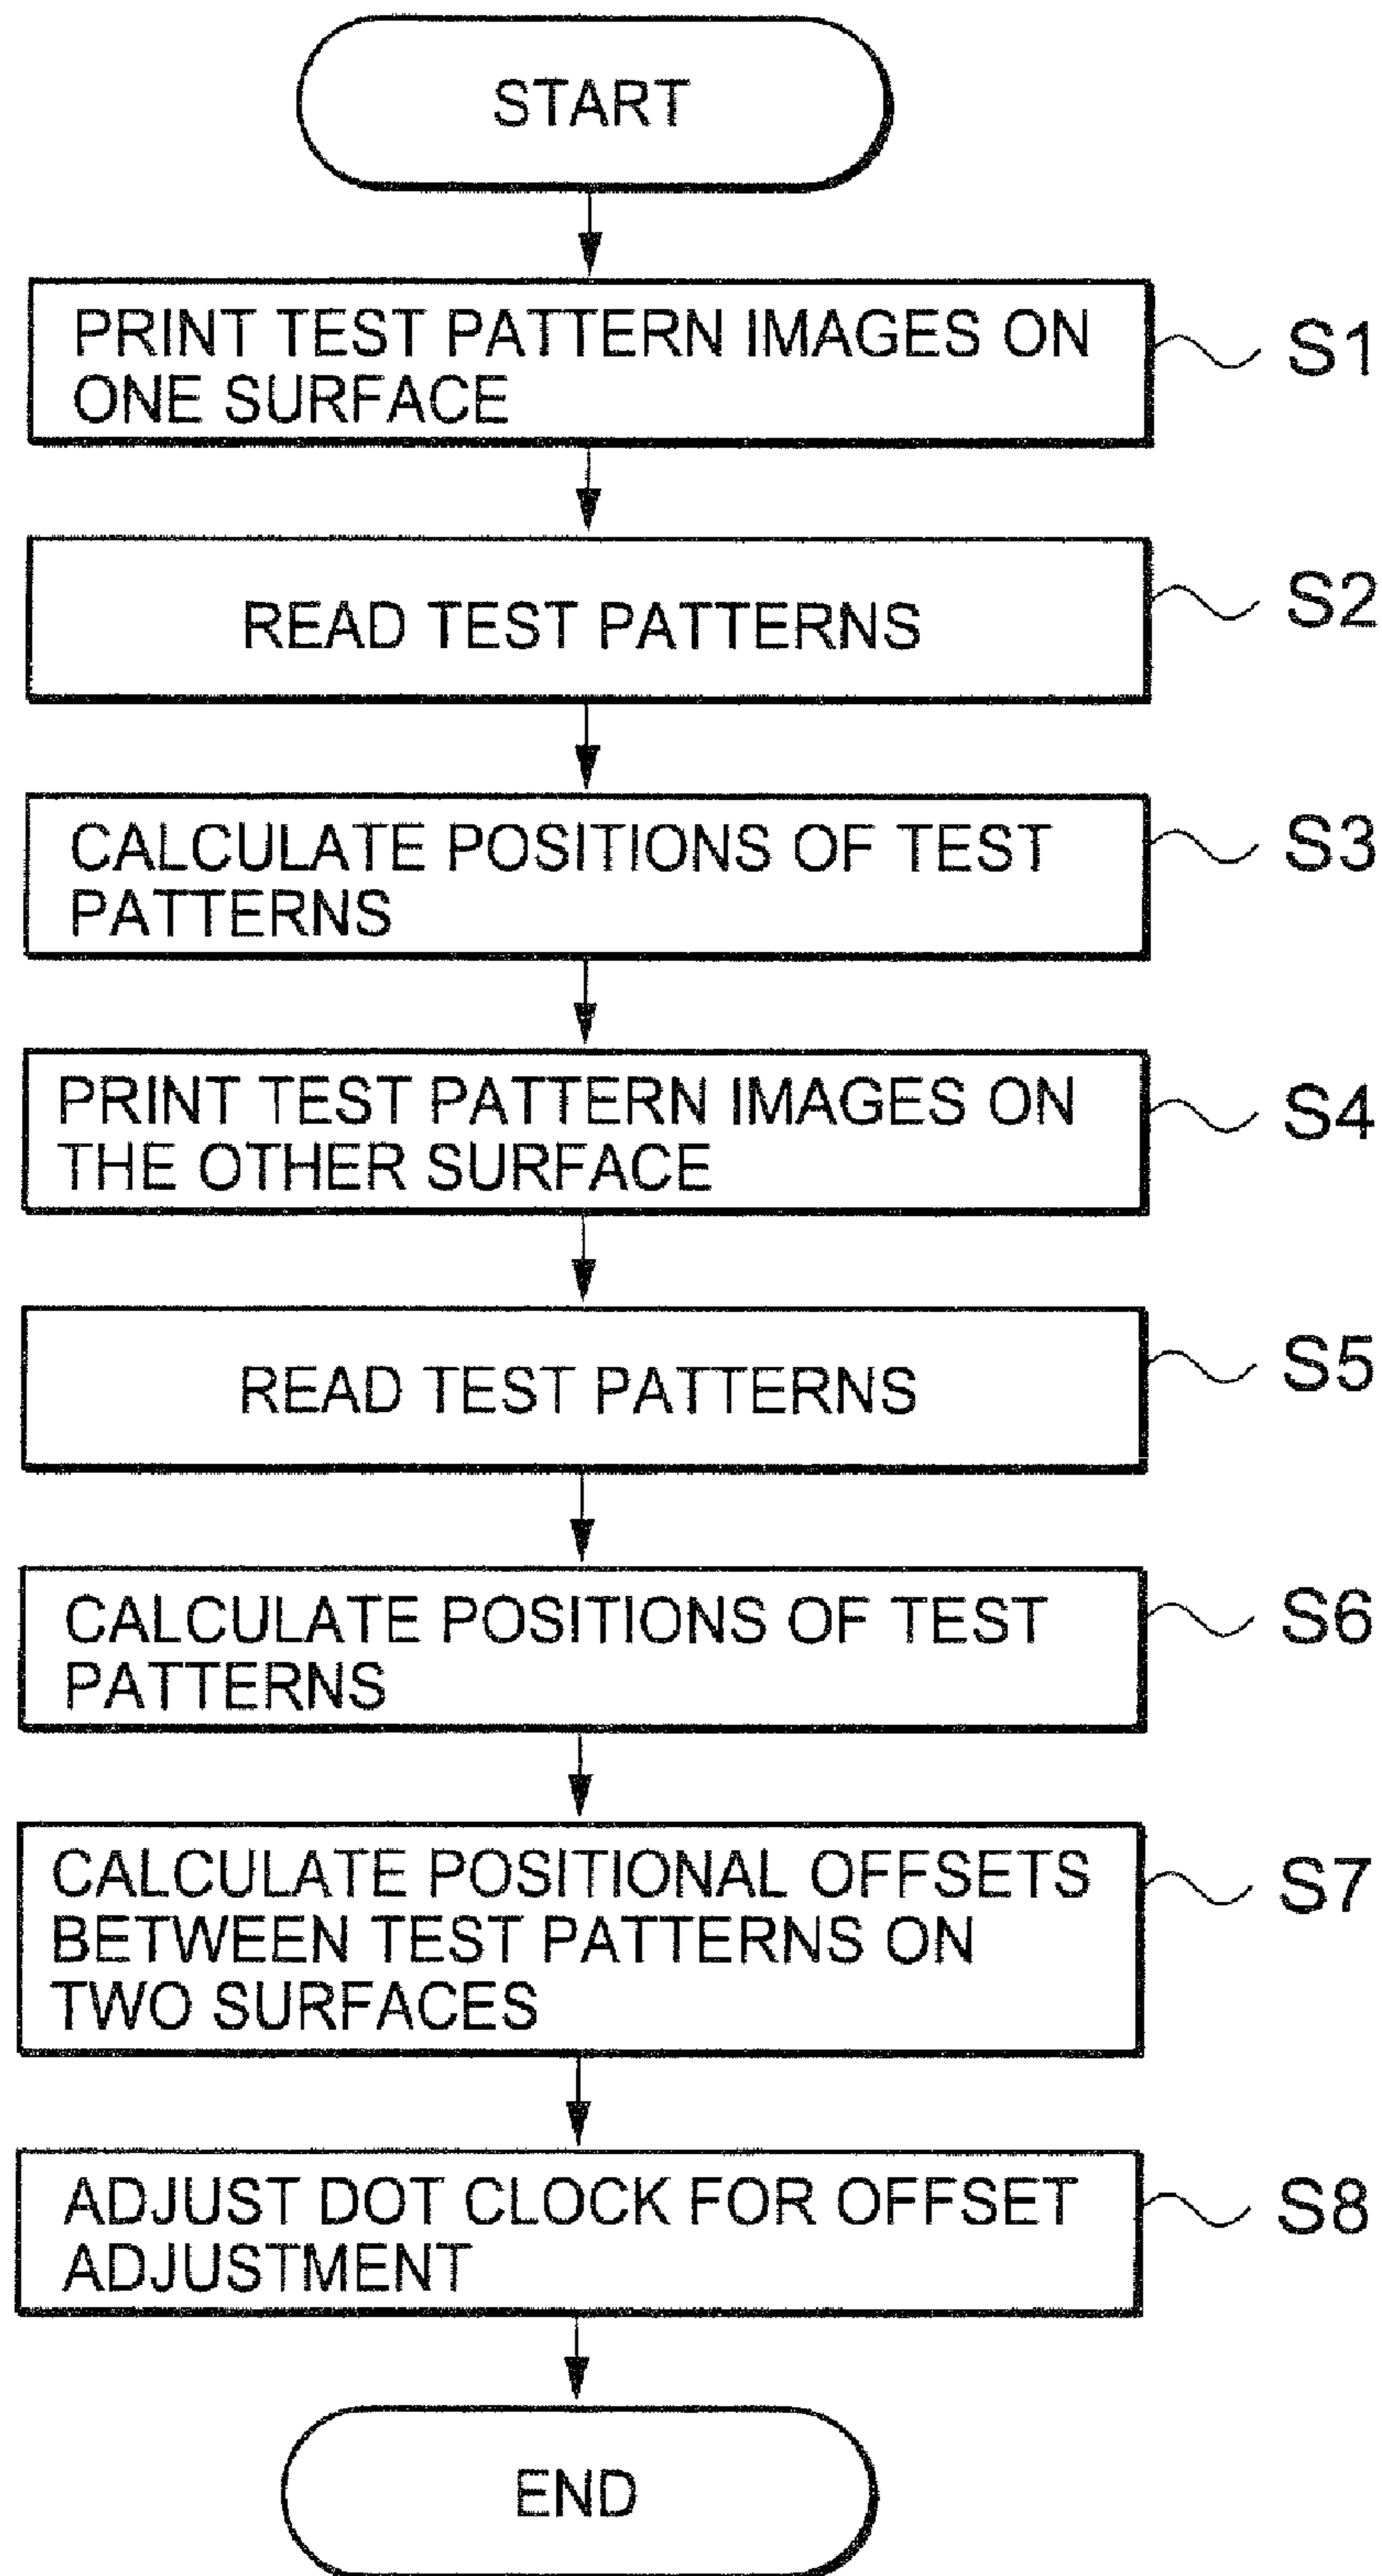 START
PRINT TEST PATTERN IMAGES ON
ONE SURFACE
S1
READ TEST PATTERNS
S2
CALCULATE POSITIONS OF TEST
PATTERNS
S3
PRINT TEST PATTERN IMAGES ON
THE OTHER SURFACE
S4
READ TEST PATTERNS
S5
CALCULATE POSITIONS OF TEST
PATTERNS
S6
CALCULATE POSITIONAL OFFSETS
BETWEEN TEST PATTERNS ON
TWO SURFACES
S7
ADJUST DOT CLOCK FOR OFFSET
ADJUSTMENT
S8
END